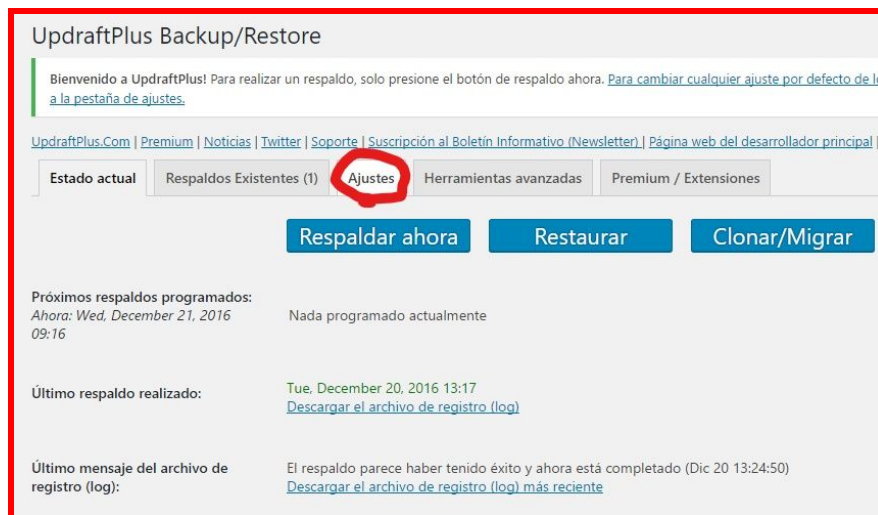 UpdraftPlus Backup/Restore
Bienvenido a UpdraftPlus! Para realizar un respaldo, solo presione el botón de respaldo ahora. Para cambiar cualquier ajuste por defecto de
a la pestaña de ajustes.
UpdraftPlus.Com | Premium | Noticias | Twitter | Soporte | Suscripción al Boletín Informativo (Newsletter) | Página web del desarrollador principal |
Estado actual Respaldos Existentes (1) Ajustes Herramientas avanzadas Premium / Extensiones
Respaldar ahora Restaurar Clonar/Migrar
Próximos respaldos programados:
Ahora: Wed, December 21, 2016
09:16
Nada programado actualmente
Último respaldo realizado:
Tue, December 20, 2016 13:17
Descargar el archivo de registro (log)
Último mensaje del archivo de
registro (log):
El respaldo parece haber tenido éxito y ahora está completado (Dic 20 13:24:50)
Descargar el archivo de registro (log) más reciente